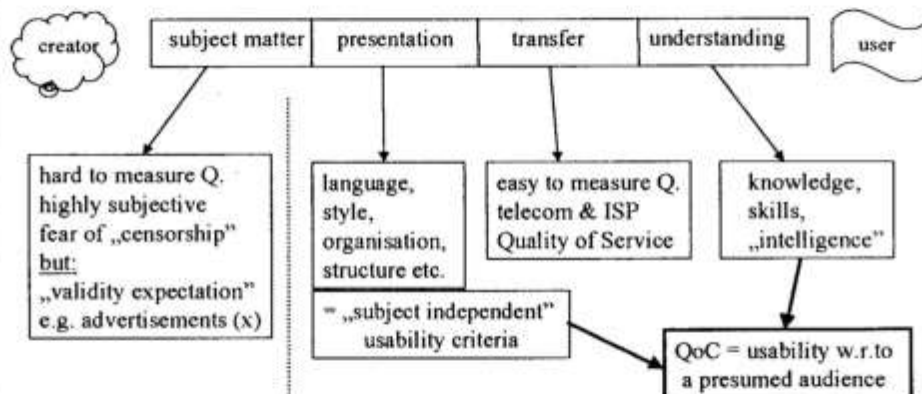 creator
subject matter
presentation
transfer
understanding
user
hard to measure Q.
highly subjective
fear of „censorship”
but:
„validity expectation”
e.g. advertisements (x)
language,
style,
organisation,
structure etc.
= „subject independent”
usability criteria
easy to measure Q.
telecom & ISP
Quality of Service
knowledge,
skills,
„intelligence”
QoC = usability w.r.to
a presumed audience